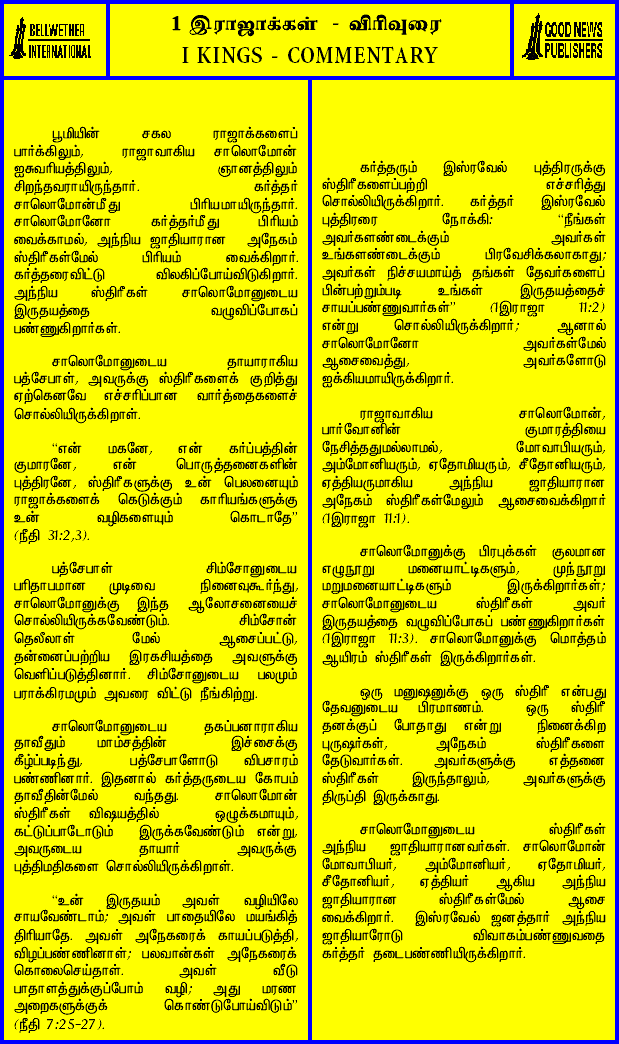 BELLWETHER
INTERNATIONAL
1 இராஜாக்கள் - விரிவுரை
I KINGS - COMMENTARY
GOOD NEWS
PUBLISHERS
பூமியின் சகல ராஜாக்களைப்
பார்க்கிலும், ராஜாவாகிய சாலொமோன்
ஐசுவரியத்திலும், ஞானத்திலும்
சிறந்தவராயிருந்தார். கர்த்தர்
சாலொமோன்மீது பிரியமாயிருந்தார்.
சாலொமோனோ கர்த்தர்மீது பிரியம்
வைக்காமல், அந்நிய ஜாதியாரான அநேகம்
ஸ்திரீகள்மேல் பிரியம் வைக்கிறார்.
கர்த்தரைவிட்டு விலகிப்போய்விடுகிறார்.
அந்நிய ஸ்திரீகள் சாலொமோனுடைய
இருதயத்தை வழுவிப்போகப்
பண்ணுகிறார்கள்.
சாலொமோனுடைய தாயாராகிய
பத்சேபாள், அவருக்கு ஸ்திரீகளைக் குறித்து
ஏற்கெனவே எச்சரிப்பான வார்த்தைகளைச்
சொல்லியிருக்கிறாள்.
“என் மகனே, என் கர்ப்பத்தின்
குமாரனே, என் பொருத்தனைகளின்
புத்திரனே, ஸ்திரீகளுக்கு உன் பெலனையும்
ராஜாக்களைக் கெடுக்கும் காரியங்களுக்கு
உன் வழிகளையும் கொடாதே”
(நீதி 31:2,3).
பத்சேபாள் சிம்சோனுடைய
பரிதாபமான முடிவை நினைவுகூர்ந்து,
சாலொமோனுக்கு இந்த ஆலோசனையைச்
சொல்லியிருக்கவேண்டும். சிம்சோன்
தெலீலாள் மேல் ஆசைப்பட்டு,
தன்னைப்பற்றிய இரகசியத்தை அவளுக்கு
வெளிப்படுத்தினார். சிம்சோனுடைய பலமும்
பராக்கிரமமும் அவரை விட்டு நீங்கிற்று.
சாலொமோனுடைய தகப்பனாராகிய
தாவீதும் மாம்சத்தின் இச்சைக்கு
கீழ்ப்படிந்து, பத்சேபாளோடு விபசாரம்
பண்ணினார். இதனால் கர்த்தருடைய கோபம்
தாவீதின்மேல் வந்தது. சாலொமோன்
ஸ்திரீகள் விஷயத்தில் ஒழுக்கமாயும்,
கட்டுப்பாடோடும் இருக்கவேண்டும் என்று,
அவருடைய தாயார் அவருக்கு
புத்திமதிகளை சொல்லியிருக்கிறாள்.
“உன் இருதயம் அவள் வழியிலே
சாயவேண்டாம்; அவள் பாதையிலே மயங்கித்
திரியாதே. அவள் அநேகரைக் காயப்படுத்தி,
விழப்பண்ணினாள்; பலவான்கள் அநேகரைக்
கொலைசெய்தாள். அவள் வீடு
பாதாளத்துக்குப்போம் வழி; அது மரண
அறைகளுக்குக் கொண்டுபோய்விடும்”
(நீதி 7:25-27).
கர்த்தரும் இஸ்ரவேல் புத்திரருக்கு
ஸ்திரீகளைப்பற்றி எச்சரித்து
சொல்லியிருக்கிறார். கர்த்தர் இஸ்ரவேல்
புத்திரரை நோக்கி: “நீங்கள்
அவர்களண்டைக்கும் அவர்கள்
உங்களண்டைக்கும் பிரவேசிக்கலாகாது;
அவர்கள் நிச்சயமாய்த் தங்கள் தேவர்களைப்
பின்பற்றும்படி உங்கள் இருதயத்தைச்
சாயப்பண்ணுவார்கள்” (1இராஜா 11:2)
என்று சொல்லியிருக்கிறார்; ஆனால்
சாலொமோனோ அவர்கள்மேல்
ஆசைவைத்து, அவர்களோடு
ஐக்கியமாயிருக்கிறார்.
ராஜாவாகிய சாலொமோன்,
பார்வோனின் குமாரத்தியை
நேசித்ததுமல்லாமல், மோவாபியரும்,
அம்மோனியரும், ஏதோமியரும், சீதோனியரும்,
ஏத்தியருமாகிய அந்நிய ஜாதியாரான
அநேகம் ஸ்திரீகள்மேலும் ஆசைவைக்கிறார்
(1இராஜா 11:1).
சாலொமோனுக்கு பிரபுக்கள் குலமான
எழுநூறு மனையாட்டிகளும், முந்நூறு
மறுமனையாட்டிகளும் இருக்கிறார்கள்;
சாலொமோனுடைய ஸ்திரீகள் அவர்
இருதயத்தை வழுவிப்போகப் பண்ணுகிறார்கள்
(1இராஜா 11:3). சாலொமோனுக்கு மொத்தம்
ஆயிரம் ஸ்திரீகள் இருக்கிறார்கள்.
ஒரு மனுஷனுக்கு ஒரு ஸ்திரீ என்பது
தேவனுடைய பிரமாணம். ஒரு ஸ்திரீ
தனக்குப் போதாது என்று நினைக்கிற
புருஷர்கள், அநேகம் ஸ்திரீகளை
தேடுவார்கள். அவர்களுக்கு எத்தனை
ஸ்திரீகள் இருந்தாலும், அவர்களுக்கு
திருப்தி இருக்காது.
சாலொமோனுடைய ஸ்திரீகள்
அந்நிய ஜாதியாரானவர்கள். சாலொமோன்
மோவாபியர், அம்மோனியர், ஏதோமியர்,
சீதோனியர், ஏத்தியர் ஆகிய அந்நிய
ஜாதியாரான ஸ்திரீகள்மேல் ஆசை
வைக்கிறார். இஸ்ரவேல் ஜனத்தார் அந்நிய
ஜாதியாரோடு விவாகம்பண்ணுவதை
கர்த்தர் தடைபண்ணியிருக்கிறார்.